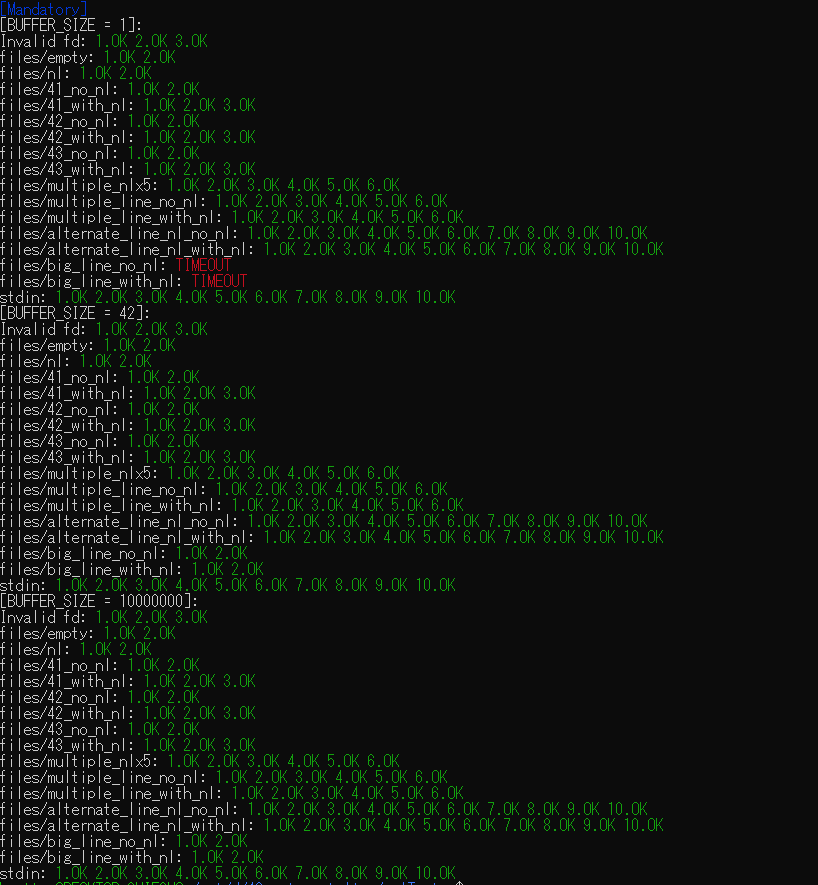 [Mandatory]
[BUFFER_SIZE = 1]:
Invalid fd: 1.OK 2.OK 3.OK
files/empty: 1.OK 2.OK
files/nl: 1.OK 2.OK
files/41_no_nl: 1.OK 2.OK
files/41_with_nl: 1.OK 2.OK 3.OK
files/42_no_nl: 1.OK 2.OK
files/42_with_nl: 1.OK 2.OK 3.OK
files/43_no_nl: 1.OK 2.OK
files/43_with_nl: 1.OK 2.OK 3.OK
files/multiple_nlx5: 1.OK 2.OK 3.OK 4.OK 5.OK 6.OK
files/multiple_line_no_nl: 1.OK 2.OK 3.OK 4.OK 5.OK 6.OK
files/multiple_line_with_nl: 1.OK 2.OK 3.OK 4.OK 5.OK 6.OK
files/alternate_line_nl_no_nl: 1.OK 2.OK 3.OK 4.OK 5.OK 6.OK 7.OK 8.OK 9.OK 10.OK
files/alternate_line_nl_with_nl: 1.OK 2.OK 3.OK 4.OK 5.OK 6.OK 7.OK 8.OK 9.OK 10.OK
files/big_line_no_nl: TIMEOUT
files/big_line_with_nl: TIMEOUT
stdin: 1.OK 2.OK 3.OK 4.OK 5.OK 6.OK 7.OK 8.OK 9.OK 10.OK
[BUFFER_SIZE = 42]:
Invalid fd: 1.OK 2.OK 3.OK
files/empty: 1.OK 2.OK
files/nl: 1.OK 2.OK
files/41_no_nl: 1.OK 2.OK
files/41_with_nl: 1.OK 2.OK 3.OK
files/42_no_nl: 1.OK 2.OK
files/42_with_nl: 1.OK 2.OK 3.OK
files/43_no_nl: 1.OK 2.OK
files/43_with_nl: 1.OK 2.OK 3.OK
files/multiple_nlx5: 1.OK 2.OK 3.OK 4.OK 5.OK 6.OK
files/multiple_line_no_nl: 1.OK 2.OK 3.OK 4.OK 5.OK 6.OK
files/multiple_line_with_nl: 1.OK 2.OK 3.OK 4.OK 5.OK 6.OK
files/alternate_line_nl_no_nl: 1.OK 2.OK 3.OK 4.OK 5.OK 6.OK 7.OK 8.OK 9.OK 10.OK
files/alternate_line_nl_with_nl: 1.OK 2.OK 3.OK 4.OK 5.OK 6.OK 7.OK 8.OK 9.OK 10.OK
files/big_line_no_nl: 1.OK 2.OK
files/big_line_with_nl: 1.OK 2.OK
stdin: 1.OK 2.OK 3.OK 4.OK 5.OK 6.OK 7.OK 8.OK 9.OK 10.OK
[BUFFER_SIZE = 10000000]:
Invalid fd: 1.OK 2.OK 3.OK
files/empty: 1.OK 2.OK
files/nl: 1.OK 2.OK
files/41_no_nl: 1.OK 2.OK
files/41_with_nl: 1.OK 2.OK 3.OK
files/42_no_nl: 1.OK 2.OK
files/42_with_nl: 1.OK 2.OK 3.OK
files/43_no_nl: 1.OK 2.OK
files/43_with_nl: 1.OK 2.OK 3.OK
files/multiple_nlx5: 1.OK 2.OK 3.OK 4.OK 5.OK 6.OK
files/multiple_line_no_nl: 1.OK 2.OK 3.OK 4.OK 5.OK 6.OK
files/multiple_line_with_nl: 1.OK 2.OK 3.OK 4.OK 5.OK 6.OK
files/alternate_line_nl_no_nl: 1.OK 2.OK 3.OK 4.OK 5.OK 6.OK 7.OK 8.OK 9.OK 10.OK
files/alternate_line_nl_with_nl: 1.OK 2.OK 3.OK 4.OK 5.OK 6.OK 7.OK 8.OK 9.OK 10.OK
files/big_line_no_nl: 1.OK 2.OK
files/big_line_with_nl: 1.OK 2.OK
stdin: 1.OK 2.OK 3.OK 4.OK 5.OK 6.OK 7.OK 8.OK 9.OK 10.OK